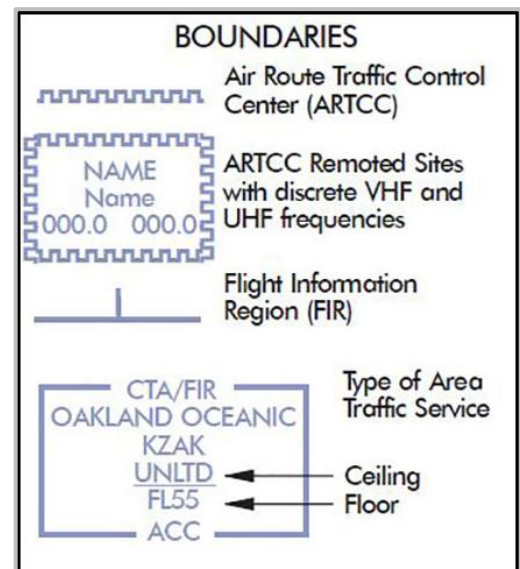 BOUNDARIES
Air Route Traffic Control
Center (ARTCC)
NAME
Name
000.0 000.0
ARTCC Remoted Sites
with discrete VHF and
UHF frequencies
Flight Information
Region (FIR)
CTA/FIR
OAKLAND OCEANIC
KZAK
UNLTD
FL55
ACC
Type of Area
Traffic Service
Ceiling
Floor